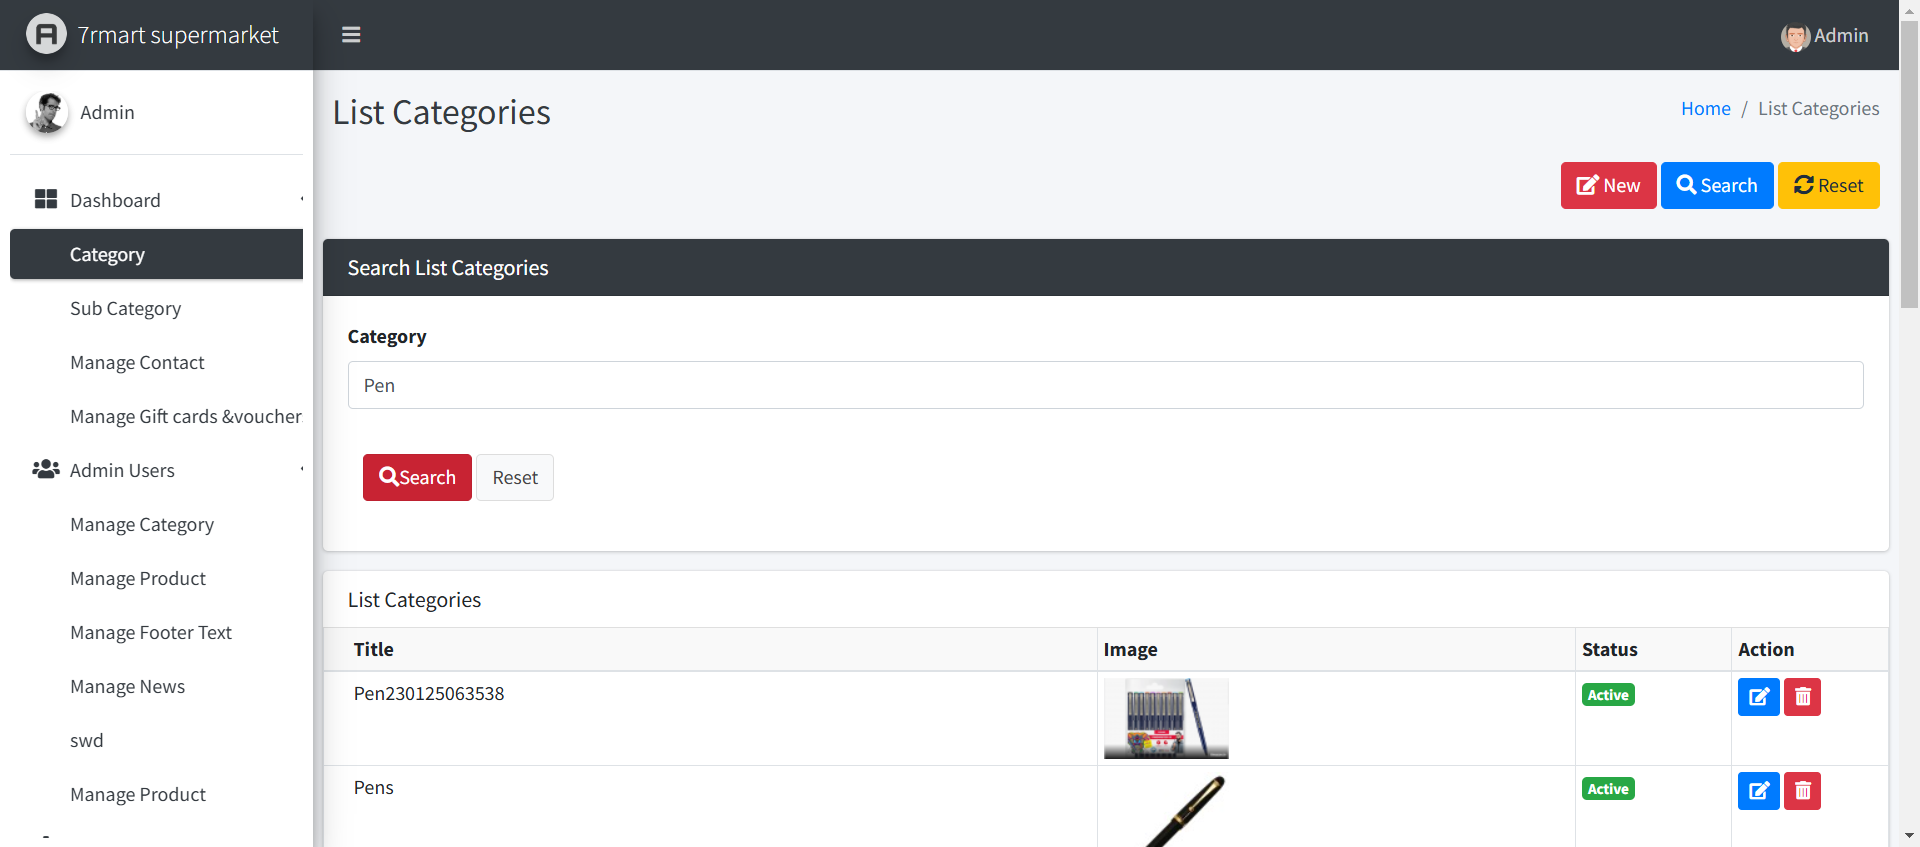 7rmart supermarket
Admin
Admin
List Categories
Home / List Categories
New
Search
Reset
Dashboard
Category
Sub Category
Manage Contact
Manage Gift cards &voucher
Admin Users
Manage Category
Manage Product
Manage Footer Text
Manage News
swd
Manage Product
Search List Categories
Category
Pen
Search
Reset
List Categories
Title Image Status Action
Pen230125063538 Active
Pens Active